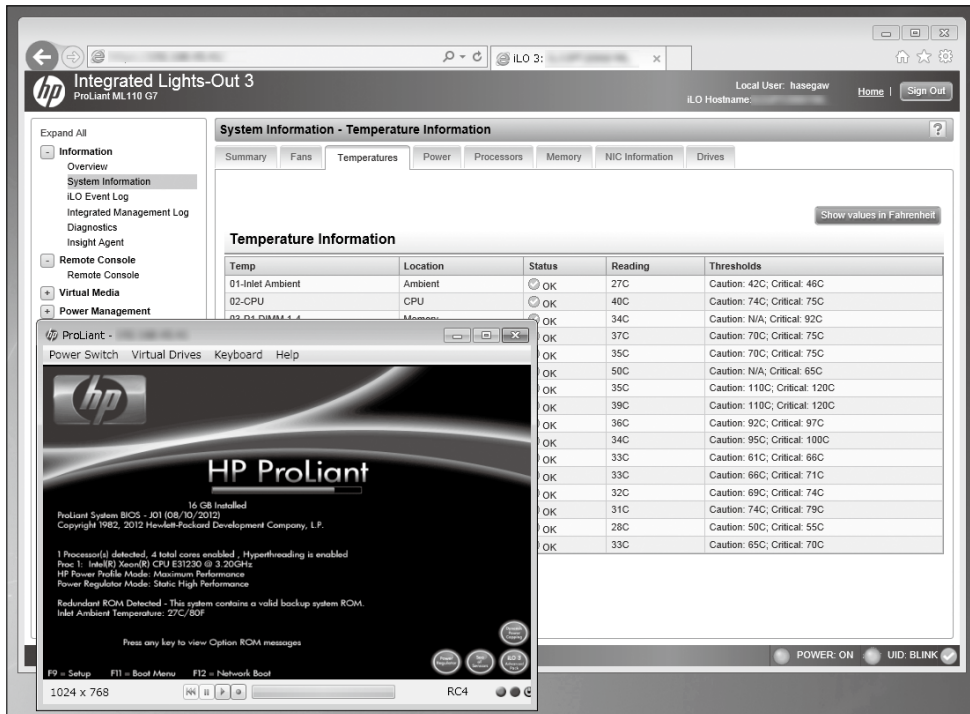 iLO 3:
hp
Integrated Lights-Out 3
ProLiant ML110 G7
Local User: hasegaw
iLO Hostname:
Home | Sign Out
Expand All
Information
Overview
System Information
iLO Event Log
Integrated Management Log
Diagnostics
Insight Agent
Remote Console
Remote Console
Virtual Media
Power Management
System Information - Temperature Information
?
Summary Fans Temperatures Power Processors Memory NIC Information Drives
Show values in Fahrenheit
Temperature Information
Temp Location Status Reading Thresholds
01-Inlet Ambient Ambient OK 27C Caution: 42C; Critical: 46C
02-CPU CPU OK 40C Caution: 74C; Critical: 75C
03-P1 DIMM 1-4 Memory OK 34C Caution: N/A; Critical: 92C
OK 37C Caution: 70C; Critical: 75C
OK 35C Caution: 70C; Critical: 75C
OK 50C Caution: N/A; Critical: 65C
OK 35C Caution: 110C; Critical: 120C
OK 39C Caution: 110C; Critical: 120C
OK 36C Caution: 92C; Critical: 97C
OK 34C Caution: 95C; Critical: 100C
OK 33C Caution: 61C; Critical: 66C
OK 33C Caution: 66C; Critical: 71C
OK 32C Caution: 69C; Critical: 74C
OK 31C Caution: 74C; Critical: 79C
OK 28C Caution: 50C; Critical: 55C
OK 33C Caution: 65C; Critical: 70C
POWER: ON UID: BLINK
ProLiant -
Power Switch Virtual Drives Keyboard Help
hp
HP ProLiant
16 GB Installed
ProLiant System BIOS - J01 (08/10/2012)
Copyright 1982, 2012 Hewlett-Packard Development Company, L.P.
1 Processor(s) detected, 4 total cores enabled , Hyperthreading is enabled
Proc 1: Intel(R) Xeon(R) CPU E31230 @ 3.20GHz
HP Power Profile Mode: Maximum Performance
Power Regulator Mode: Static High Performance
Redundant ROM Detected - This system contains a valid backup system ROM.
Inlet Ambient Temperature: 27C/80F
Press any key to view Option ROM messages
F9 = Setup F11 = Boot Menu F12 = Network Boot
1024 x 768
RC4